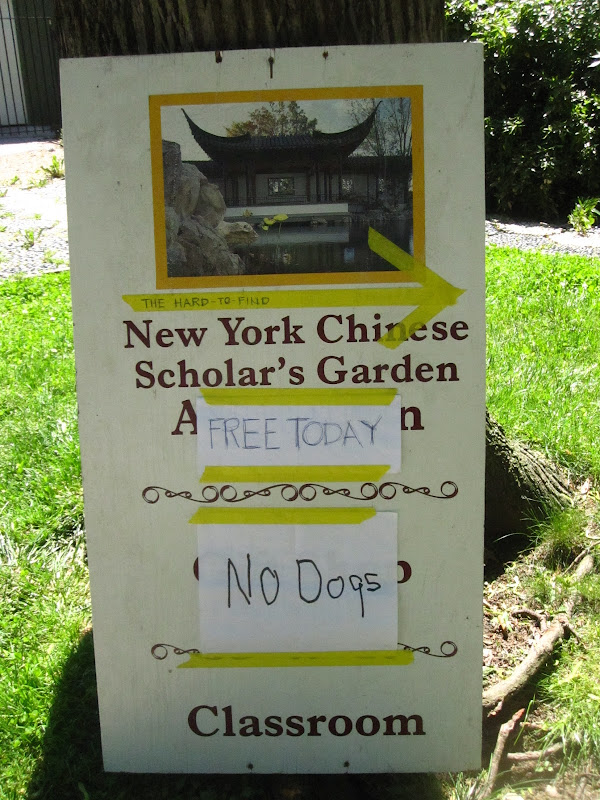 THE HARD-TO-FIND
New York Chinese
Scholar's Garden
FREE TODAY
No Dogs
Classroom